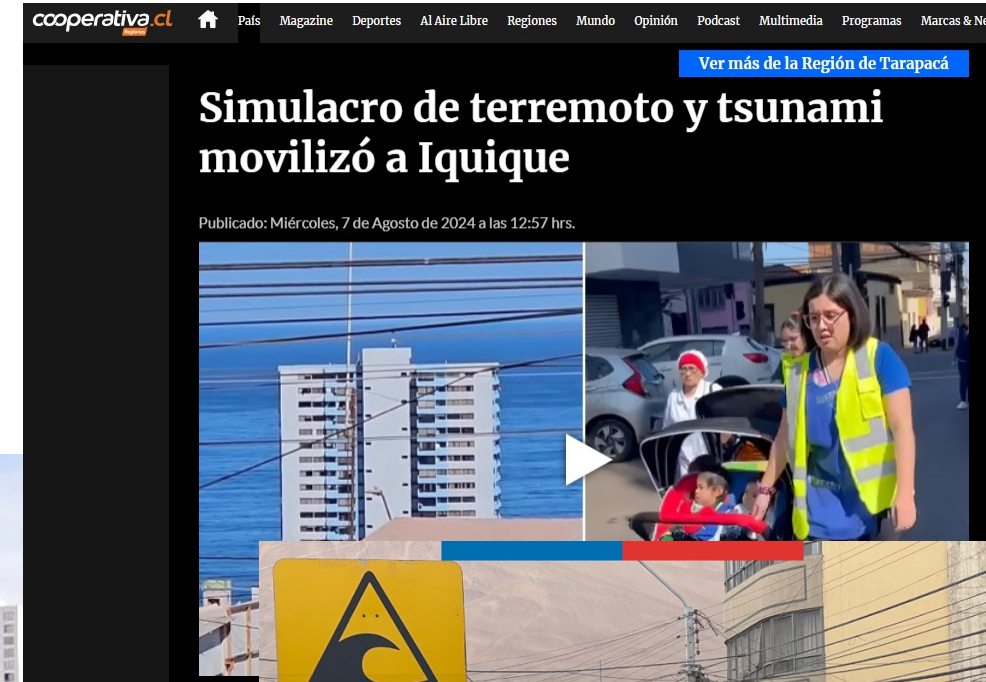 cooperativa.cl
Regiones
País Magazine Deportes Al Aire Libre Regiones Mundo Opinión Podcast Multimedia Programas Marcas & Ne
Ver más de la Región de Tarapacá
Simulacro de terremoto y tsunami
movilizó a Iquique
Publicado: Miércoles, 7 de Agosto de 2024 a las 12:57 hrs.